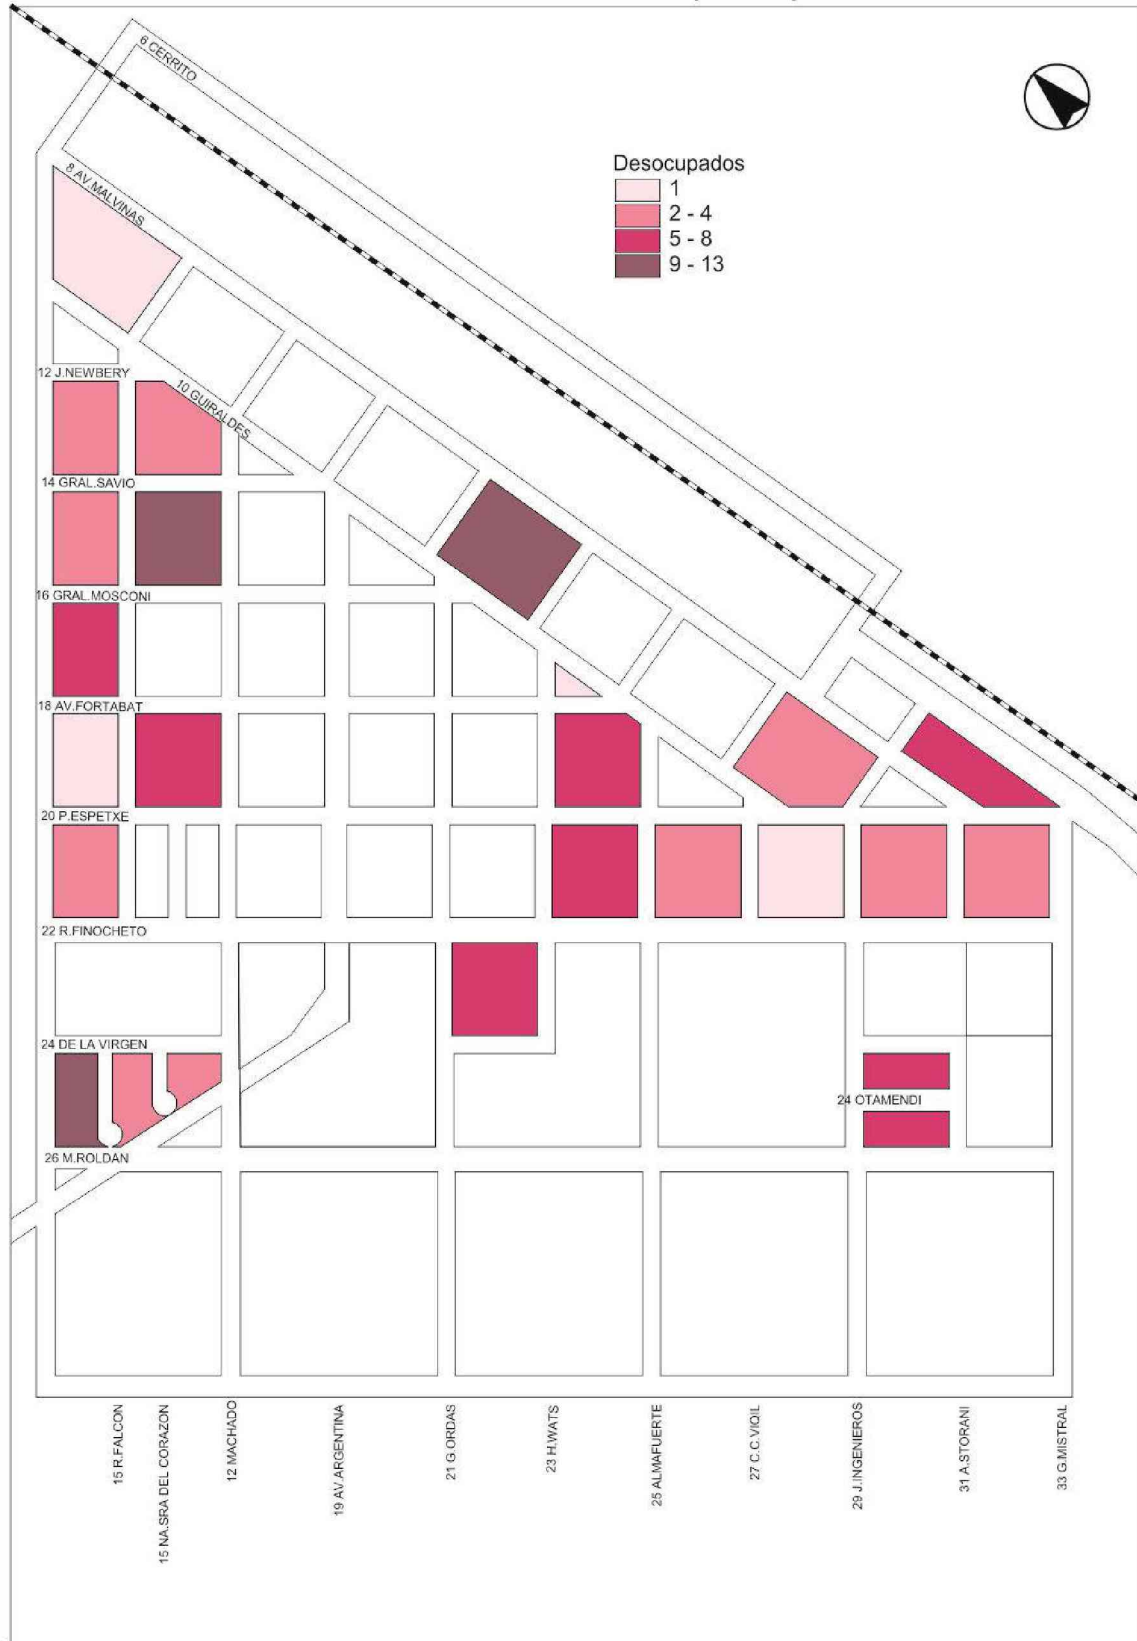 6 CERRITO
Desocupados
1
2 - 4
5 - 8
9 - 13
8 AV.MALVINAS
12 J.NEWBERY
10 GUIRALDES
14 GRAL.SAVIO
16 GRAL.MOSCONI
18 AV.FORTABAT
20 P.ESPETXE
22 R.FINOCHETO
24 DE LA VIRGEN
24 OTAMENDI
26 M.ROLDAN
15 R.FALCON
15 NA.SRA DEL CORAZON
12 MACHADO
19 AV.ARGENTINA
21 G.ORDAS
23 H.WATS
25 ALMAFUERTE
27 C.C.VIQIL
29 J.INGENIEROS
31 A.STORANI
33 G.MISTRAL